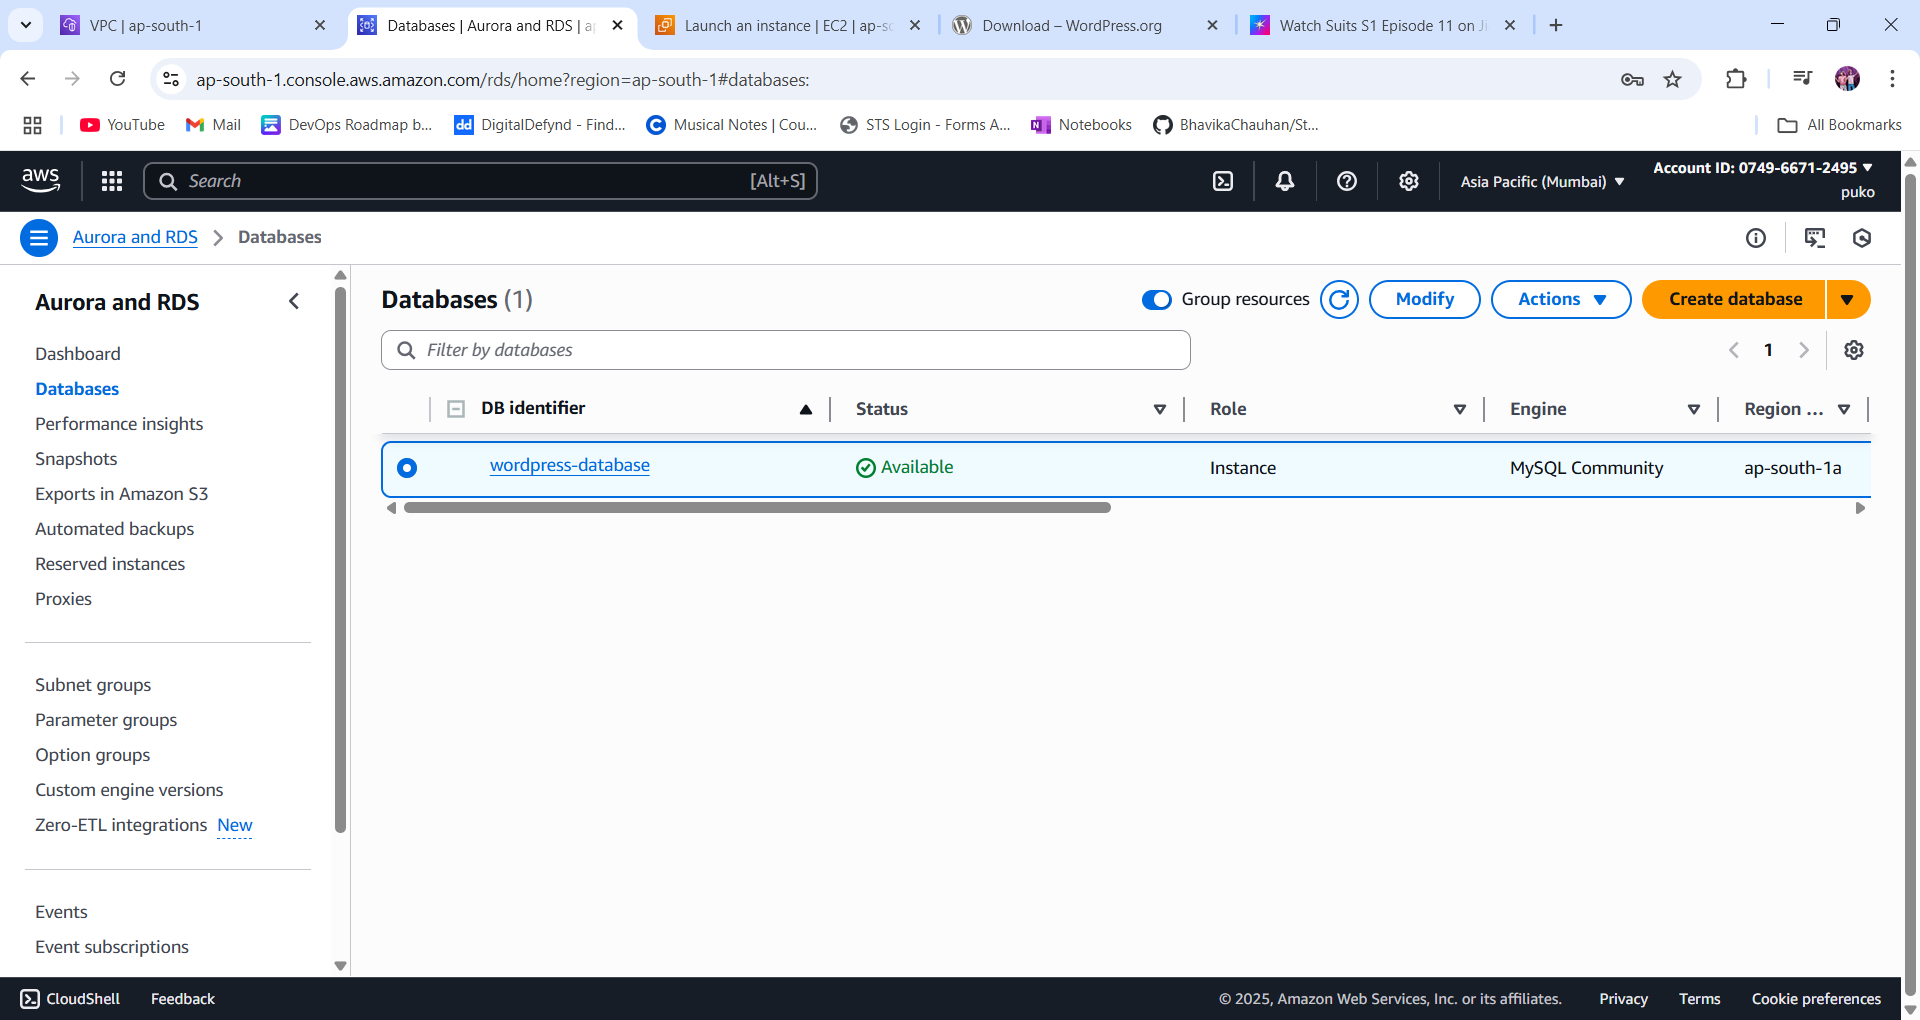 VPC | ap-south-1
Databases | Aurora and RDS | ap
Launch an instance | EC2 | ap-so
Download – WordPress.org
Watch Suits S1 Episode 11 on Ji
ap-south-1.console.aws.amazon.com/rds/home?region=ap-south-1#databases:
YouTube
Mail
DevOps Roadmap b...
dd DigitalDefynd - Find...
Musical Notes | Cou...
STS Login - Forms A...
Notebooks
BhavikaChauhan/St...
All Bookmarks
aws
Search
[Alt+S]
Asia Pacific (Mumbai)
Account ID: 0749-6671-2495
puko
Aurora and RDS
Databases
Aurora and RDS
Dashboard
Databases
Performance insights
Snapshots
Exports in Amazon S3
Automated backups
Reserved instances
Proxies
Subnet groups
Parameter groups
Option groups
Custom engine versions
Zero-ETL integrations New
Events
Event subscriptions
Databases (1)
Group resources
Modify
Actions
Create database
Filter by databases
1
DB identifier
Status
Role
Engine
Region ...
wordpress-database
Available
Instance
MySQL Community
ap-south-1a
CloudShell
Feedback
© 2025, Amazon Web Services, Inc. or its affiliates.
Privacy
Terms
Cookie preferences